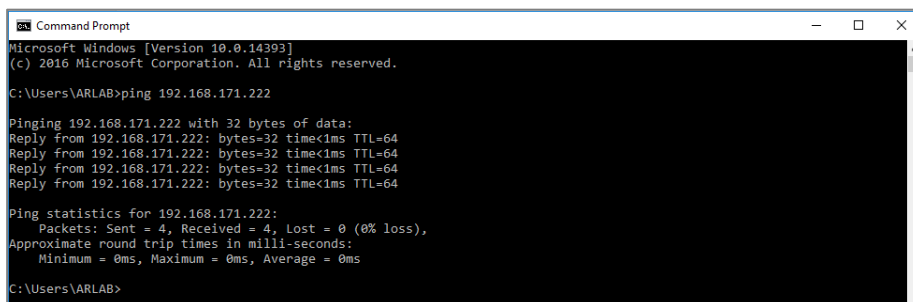 Command Prompt
Microsoft Windows [Version 10.0.14393]
(c) 2016 Microsoft Corporation. All rights reserved.
C:\Users\ARLAB>ping 192.168.171.222
Pinging 192.168.171.222 with 32 bytes of data:
Reply from 192.168.171.222: bytes=32 time<1ms TTL=64
Reply from 192.168.171.222: bytes=32 time<1ms TTL=64
Reply from 192.168.171.222: bytes=32 time<1ms TTL=64
Reply from 192.168.171.222: bytes=32 time<1ms TTL=64
Ping statistics for 192.168.171.222:
    Packets: Sent = 4, Received = 4, Lost = 0 (0% loss),
Approximate round trip times in milli-seconds:
    Minimum = 0ms, Maximum = 0ms, Average = 0ms
C:\Users\ARLAB>